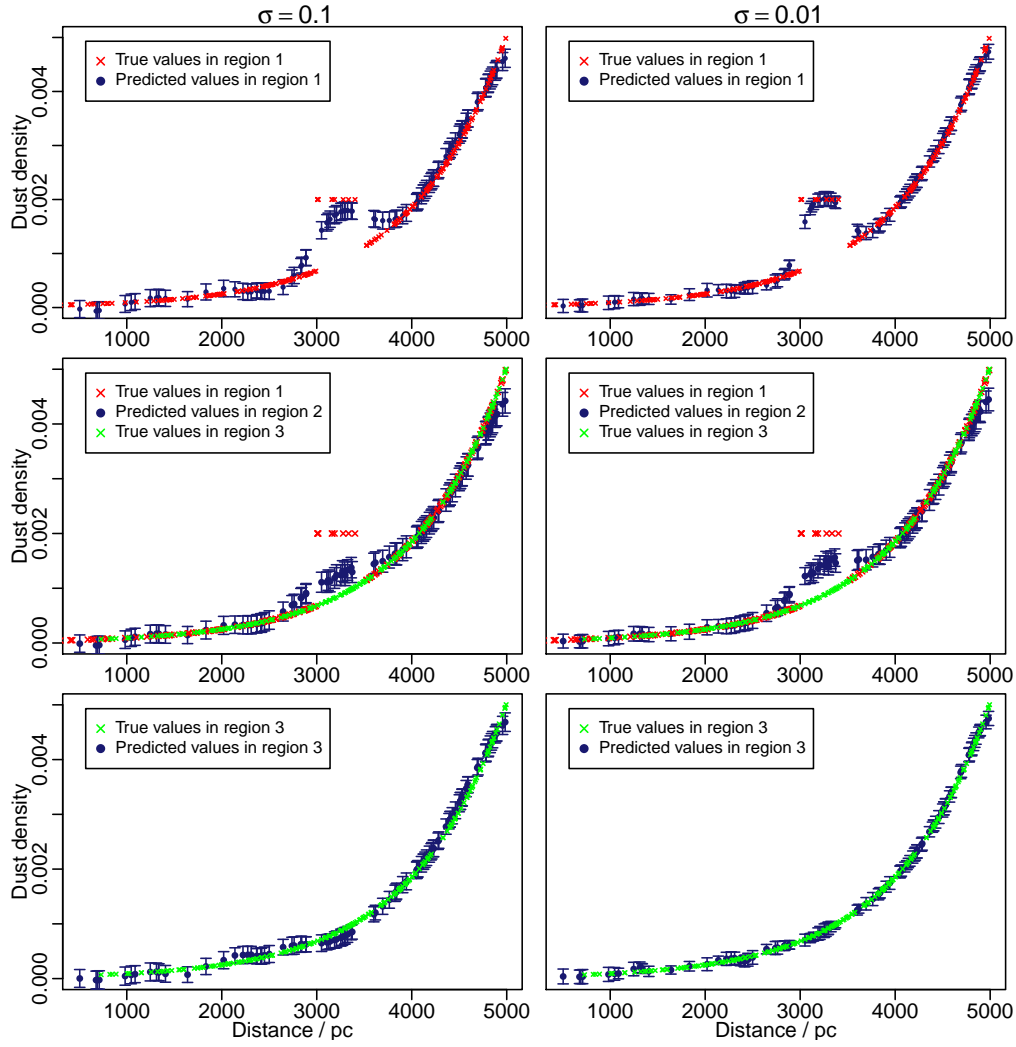 σ = 0.1
σ = 0.01
True values in region 1
Predicted values in region 1
True values in region 1
Predicted values in region 1
Dust density
0.000
0.002
0.004
1000 2000 3000 4000 5000
1000 2000 3000 4000 5000
True values in region 1
Predicted values in region 2
True values in region 3
True values in region 1
Predicted values in region 2
True values in region 3
Dust density
0.000
0.002
0.004
1000 2000 3000 4000 5000
1000 2000 3000 4000 5000
True values in region 3
Predicted values in region 3
True values in region 3
Predicted values in region 3
Dust density
0.000
0.002
0.004
1000 2000 3000 4000 5000
1000 2000 3000 4000 5000
Distance / pc
Distance / pc